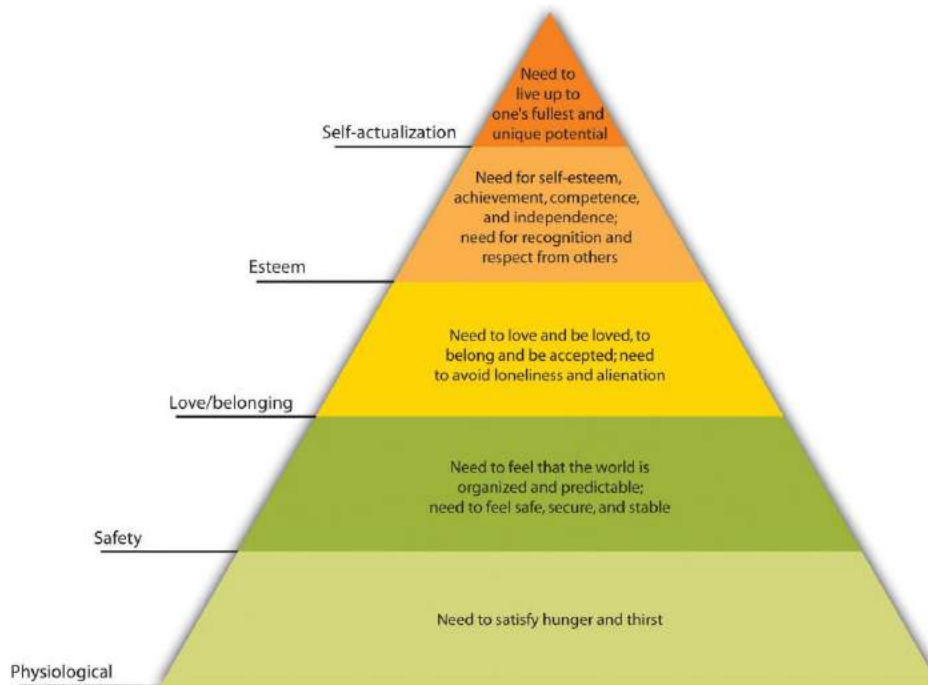 Need to
live up to
one's fullest and
unique potential
Self-actualization
Need for self-esteem,
achievement, competence,
and independence;
need for recognition and
respect from others
Esteem
Need to love and be loved, to
belong and be accepted; need
to avoid loneliness and alienation
Love/belonging
Need to feel that the world is
organized and predictable;
need to feel safe, secure, and stable
Safety
Need to satisfy hunger and thirst
Physiological